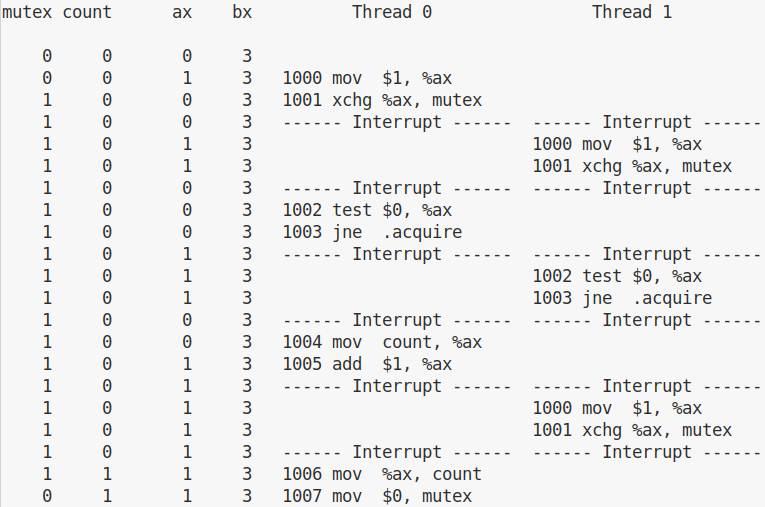 mutex count      ax    bx          Thread 0                Thread 1
    0     0       0     3
    0     0       1     3   1000 mov  $1, %ax
    1     0       0     3   1001 xchg %ax, mutex
    1     0       0     3   ------ Interrupt ------  ------ Interrupt ------
    1     0       1     3                            1000 mov  $1, %ax
    1     0       1     3                            1001 xchg %ax, mutex
    1     0       0     3   ------ Interrupt ------  ------ Interrupt ------
    1     0       0     3   1002 test $0, %ax
    1     0       0     3   1003 jne  .acquire
    1     0       1     3   ------ Interrupt ------  ------ Interrupt ------
    1     0       1     3                            1002 test $0, %ax
    1     0       1     3                            1003 jne  .acquire
    1     0       0     3   ------ Interrupt ------  ------ Interrupt ------
    1     0       0     3   1004 mov  count, %ax
    1     0       1     3   1005 add  $1, %ax
    1     0       1     3   ------ Interrupt ------  ------ Interrupt ------
    1     0       1     3                            1000 mov  $1, %ax
    1     0       1     3                            1001 xchg %ax, mutex
    1     0       1     3   ------ Interrupt ------  ------ Interrupt ------
    1     1       1     3   1006 mov  %ax, count
    0     1       1     3   1007 mov  $0, mutex